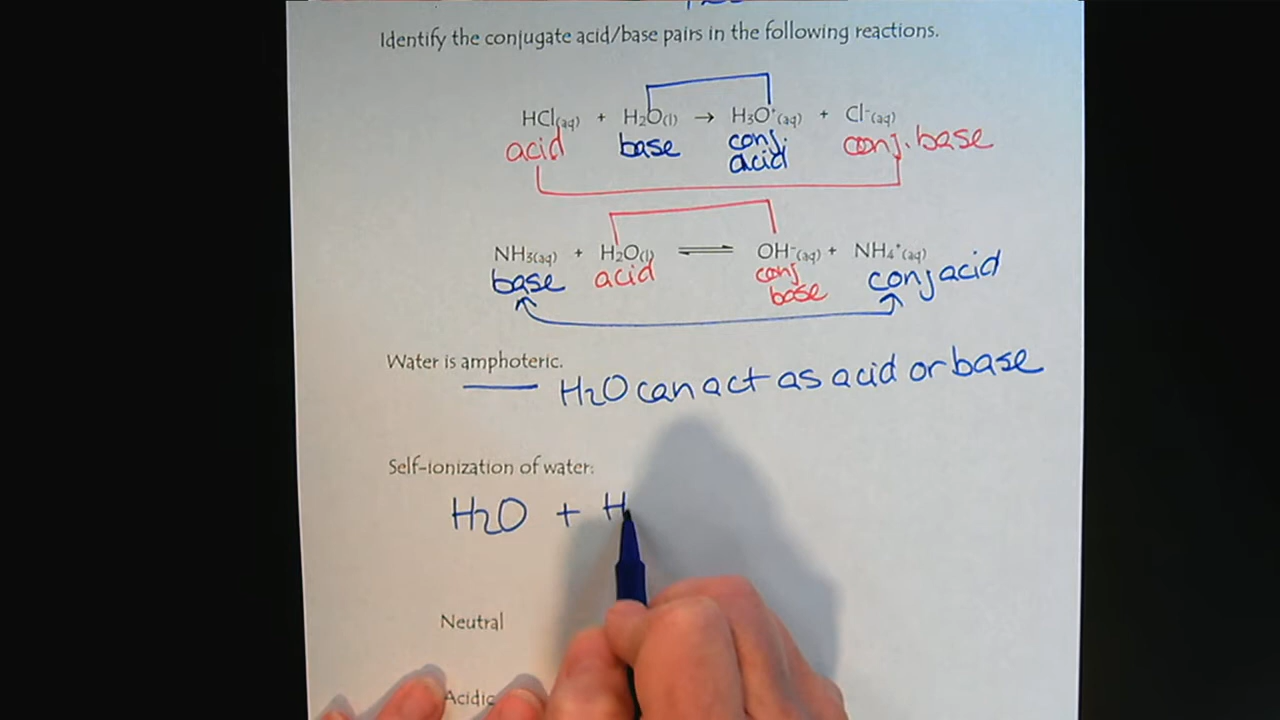 Identify the conjugate acid/base pairs in the following reactions.
HCl(aq) + H₂O(l) → H₃O⁺(aq) + Cl⁻(aq)
acid base conj. acid conj. base
NH₃(aq) + H₂O(l) ⇌ OH⁻(aq) + NH₄⁺(aq)
base acid conj base conj acid
Water is amphoteric.
H₂O can act as acid or base
Self-ionization of water:
H₂O + H
Neutral
Acidic